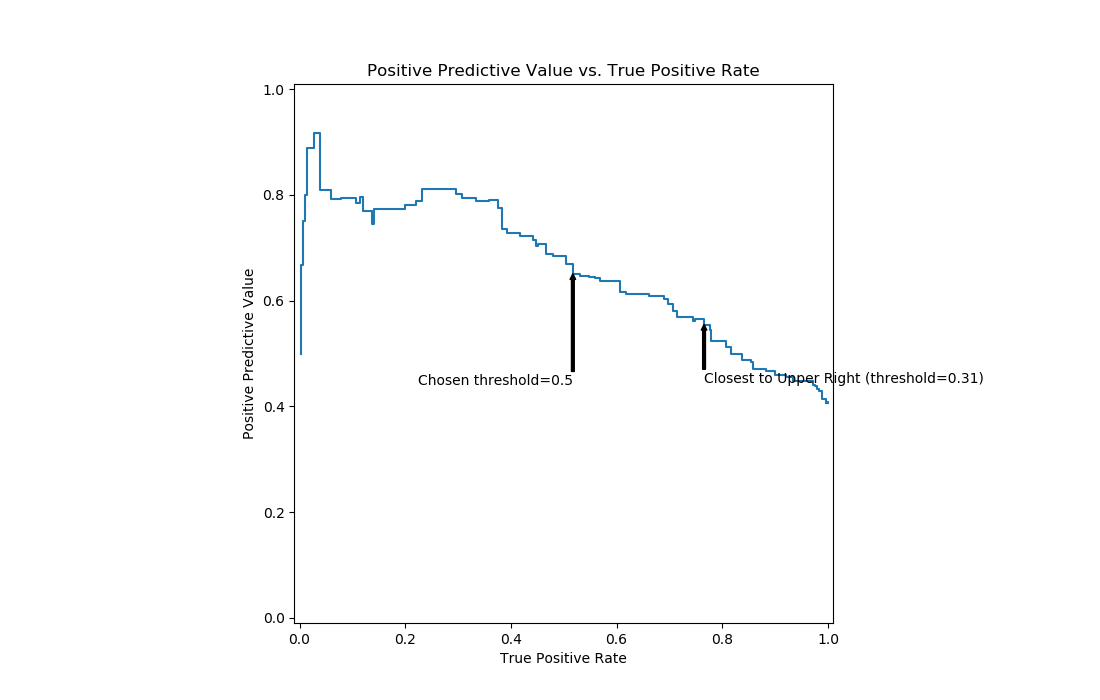 Positive Predictive Value vs. True Positive Rate
1.0
0.8
0.6
0.4
0.2
0.0
Positive Predictive Value
Chosen threshold=0.5
Closest to Upper Right (threshold=0.31)
0.0 0.2 0.4 0.6 0.8 1.0
True Positive Rate